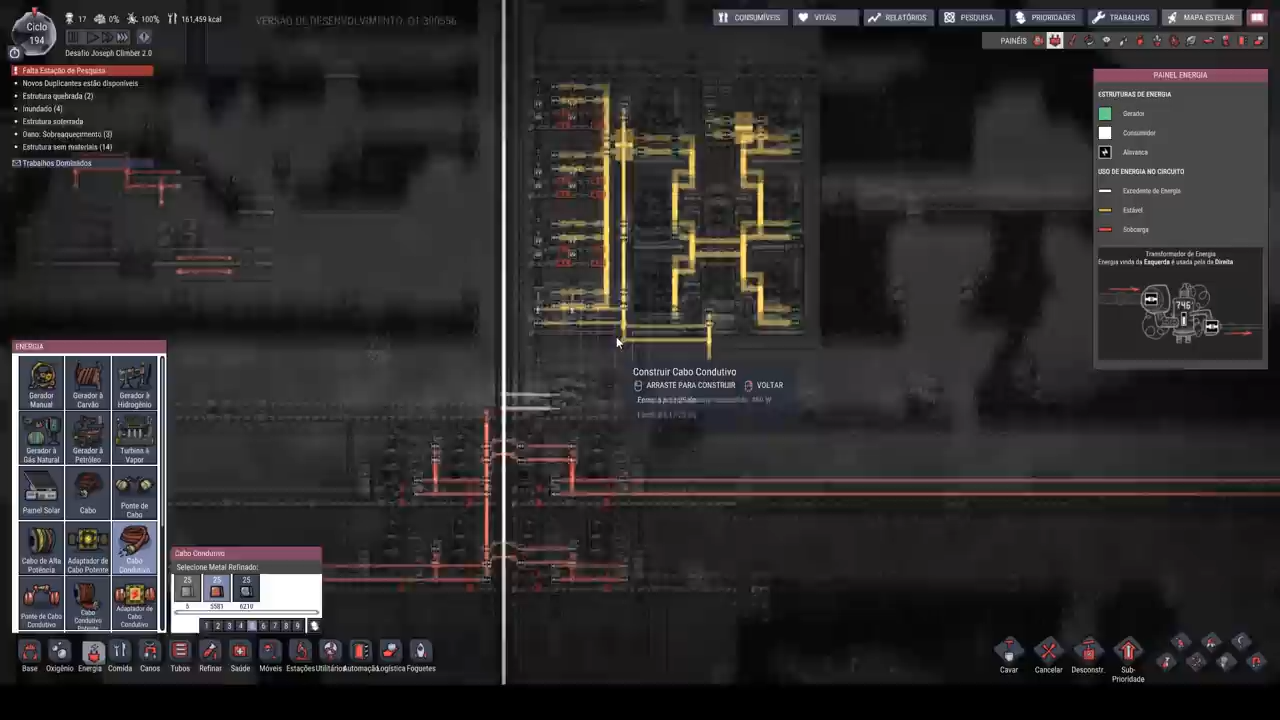 Ciclo
194
17
0%
100%
161,459 kcal
VERSÃO DE DESENVOLVIMENTO: Q1-300556
Desafio Joseph Climber 2.0
CONSUMÍVEIS
VITAIS
RELATÓRIOS
PESQUISA
PRIORIDADES
TRABALHOS
MAPA ESTELAR
PAINÉIS
Falta Estação de Pesquisa
Novos Duplicantes estão disponíveis
Estrutura quebrada (2)
Inundado (4)
Estrutura soterrada
Dano: Sobreaquecimento (3)
Estrutura sem materiais (14)
Trabalhos Dominados
PAINEL ENERGIA
ESTRUTURAS DE ENERGIA
Gerador
Consumidor
Alavanca
USO DE ENERGIA NO CIRCUITO
Excedente de Energia
Estável
Sobcarga
Transformador de Energia
Energia vinda da Esquerda é usada pela da Direita
746
Construir Cabo Condutivo
ARRASTE PARA CONSTRUIR
VOLTAR
ENERGIA
Gerador Manual
Gerador à Carvão
Gerador à Hidrogênio
Gerador à Gás Natural
Gerador à Petróleo
Turbina à Vapor
Painel Solar
Cabo
Ponte de Cabo
Cabo de Alta Potência
Adaptador de Cabo Potente
Cabo Condutivo
Ponte de Cabo Condutivo
Cabo Condutivo Potente
Adaptador de Cabo Condutivo
Cabo Condutivo
Selecione Metal Refinado:
25 25 25
5 5581 6210
1 2 3 4 5 6 7 8 9
Base
Oxigênio
Energia
Comida
Canos
Tubos
Refinar
Saúde
Móveis
Estações
Utilitários
Automação
Logística
Foguetes
Cavar
Cancelar
Desconstr.
Sub-Prioridade